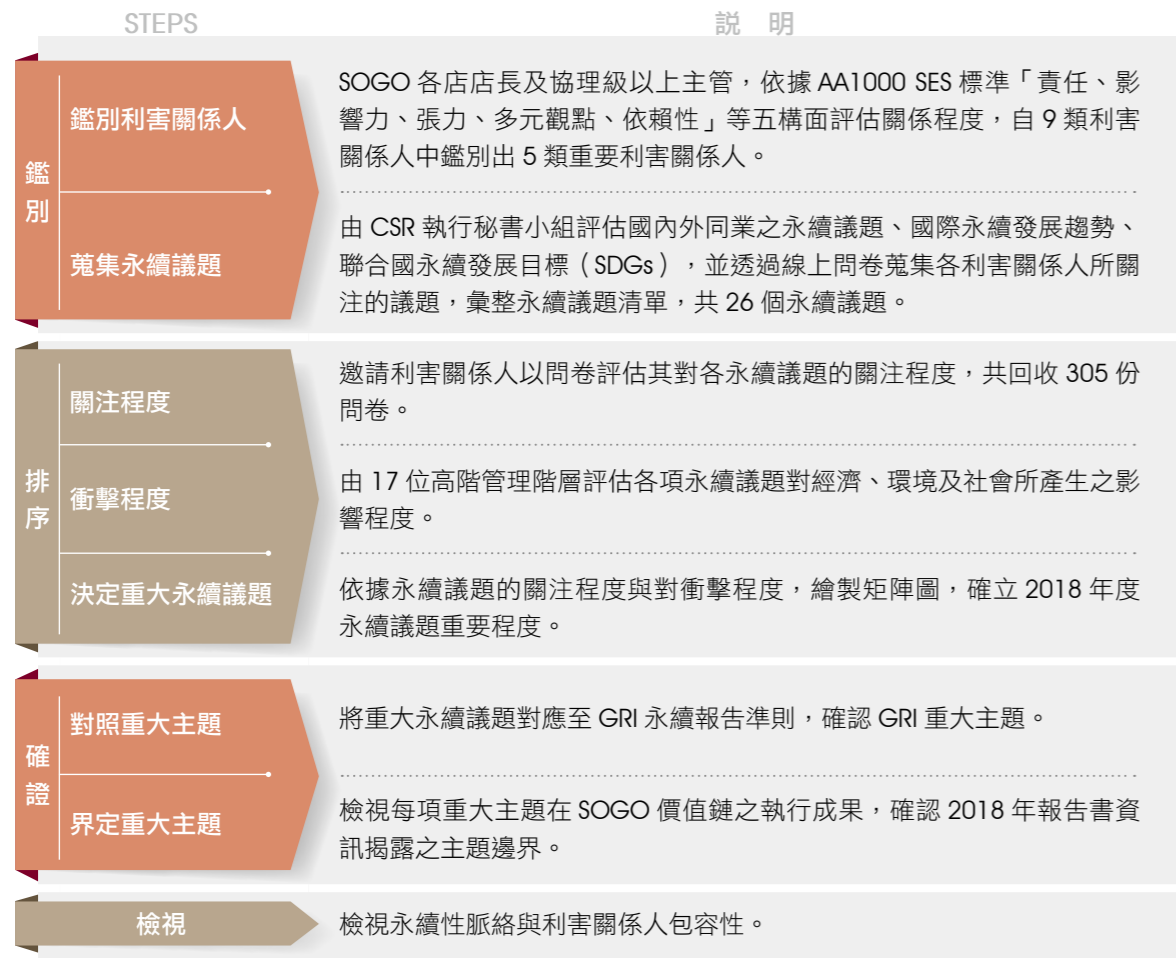 STEPS
説 明
鑑別
鑑別利害關係人
SOGO 各店店長及協理級以上主管，依據 AA1000 SES 標準「責任、影
響力、張力、多元觀點、依賴性」等五構面評估關係程度，自 9 類利害
關係人中鑑別出 5 類重要利害關係人。
蒐集永續議題
由 CSR 執行秘書小組評估國內外同業之永續議題、國際永續發展趨勢、
聯合國永續發展目標（SDGs），並透過線上問卷蒐集各利害關係人所關
注的議題，彙整永續議題清單，共 26 個永續議題。
排序
關注程度
邀請利害關係人以問卷評估其對各永續議題的關注程度，共回收 305 份
問卷。
衝擊程度
由 17 位高階管理階層評估各項永續議題對經濟、環境及社會所產生之影
響程度。
決定重大永續議題
依據永續議題的關注程度與對衝擊程度，繪製矩陣圖，確立 2018 年度
永續議題重要程度。
確證
對照重大主題
將重大永續議題對應至 GRI 永續報告準則，確認 GRI 重大主題。
界定重大主題
檢視每項重大主題在 SOGO 價值鏈之執行成果，確認 2018 年報告書資
訊揭露之主題邊界。
檢視
檢視永續性脈絡與利害關係人包容性。